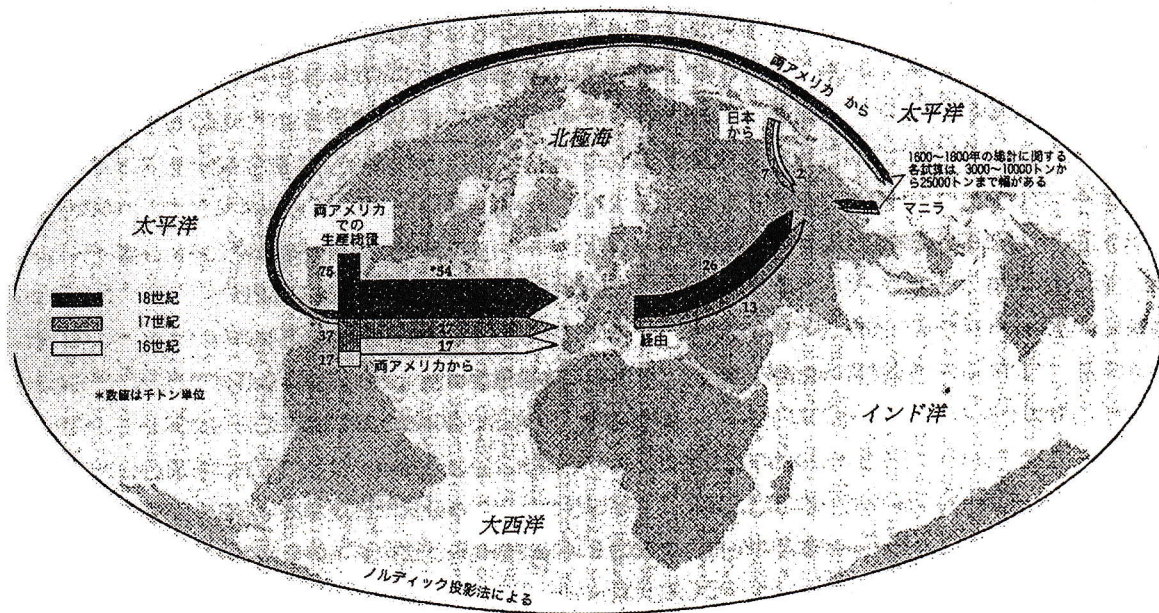 両アメリカ から
太平洋
日本
から
北極海
1600〜1800年の総計に関する
各試算は、3000〜10000トンか
ら25000トンまで幅がある
7
2
マニラ
太平洋
両アメリカ
での
生産総額
75
*54
26
18世紀
13
17世紀
37
経由
16世紀
17
17
両アメリカから
*数値は千トン単位
インド洋
大西洋
ノルディック投影法による